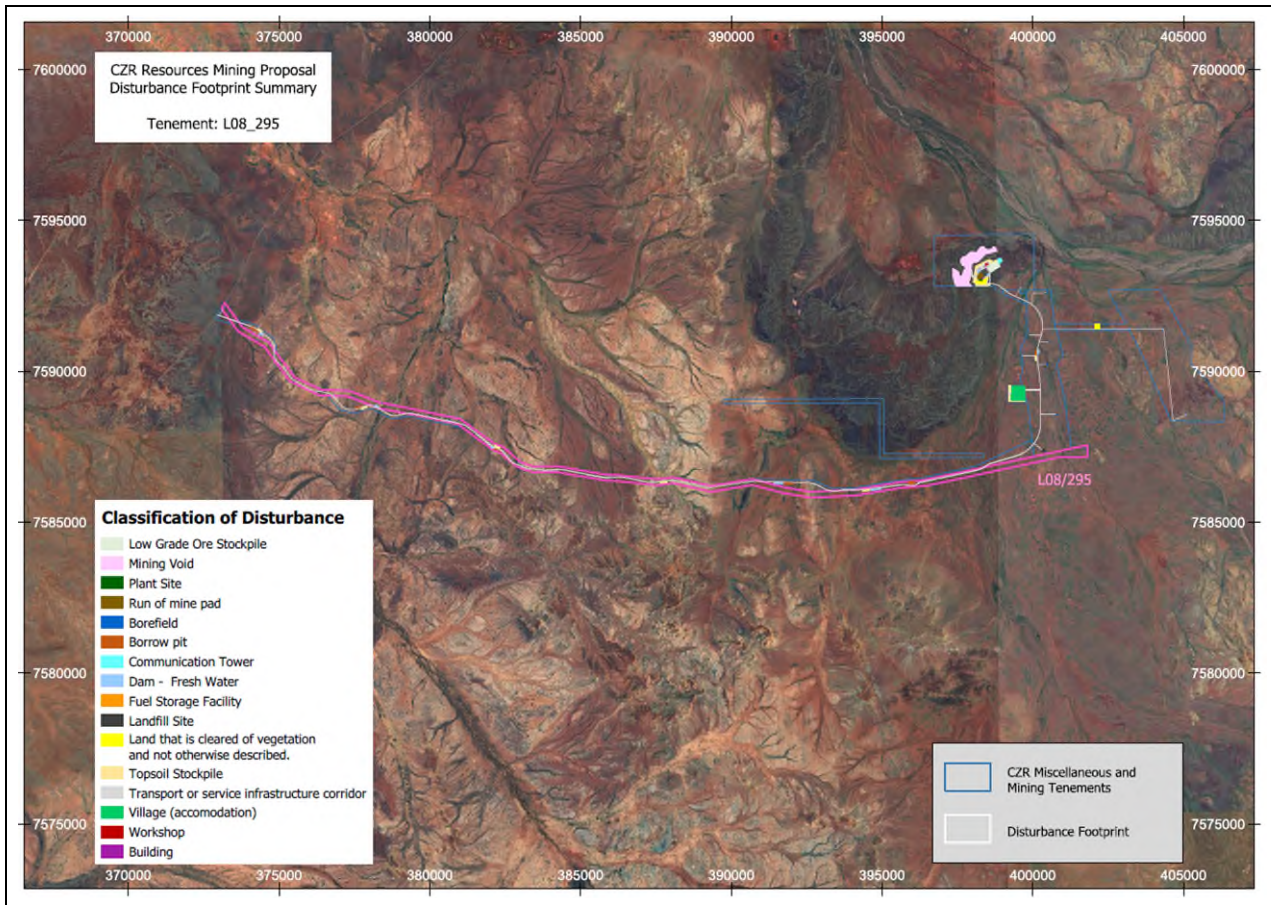 370000 375000 380000 385000 390000 395000 400000 405000
7600000 7600000
CZR Resources Mining Proposal
Disturbance Footprint Summary
Tenement: L08_295
7595000 7595000
7590000 7590000
L08/295
7585000 7585000
Classification of Disturbance
Low Grade Ore Stockpile
Mining Void
Plant Site
Run of mine pad
Borefield
Borrow pit
Communication Tower
Dam - Fresh Water
Fuel Storage Facility
Landfill Site
Land that is cleared of vegetation
and not otherwise described.
Topsoil Stockpile
Transport or service infrastructure corridor
Village (accomodation)
Workshop
Building
7580000 7580000
CZR Miscellaneous and
Mining Tenements
Disturbance Footprint
7575000 7575000
370000 375000 380000 385000 390000 395000 400000 405000